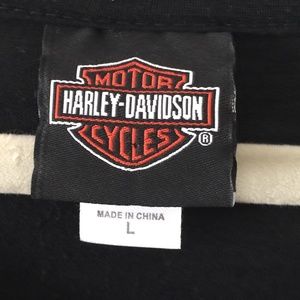 MOTOR
HARLEY-DAVIDSON
CYCLES
®
MADE IN CHINA
L